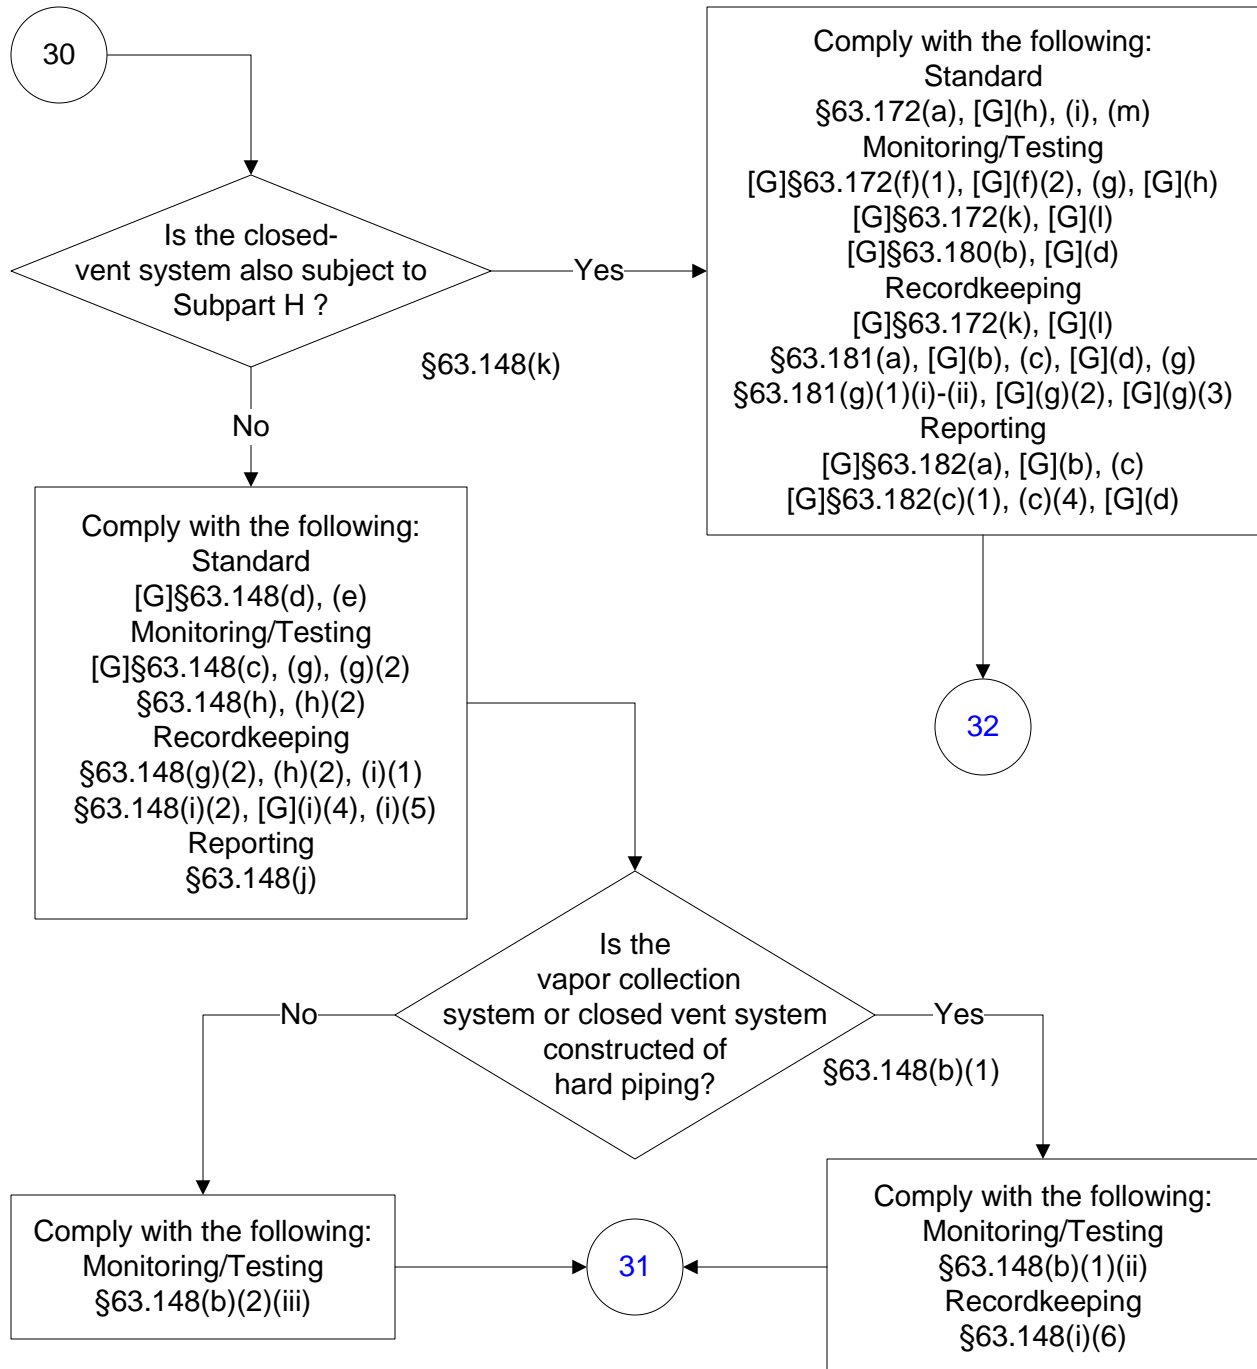 30
Is the closed-
vent system also subject to
Subpart H ?
Yes
§63.148(k)
No
Comply with the following:
Standard
§63.172(a), [G](h), (i), (m)
Monitoring/Testing
[G]§63.172(f)(1), [G](f)(2), (g), [G](h)
[G]§63.172(k), [G](l)
[G]§63.180(b), [G](d)
Recordkeeping
[G]§63.172(k), [G](l)
§63.181(a), [G](b), (c), [G](d), (g)
§63.181(g)(1)(i)-(ii), [G](g)(2), [G](g)(3)
Reporting
[G]§63.182(a), [G](b), (c)
[G]§63.182(c)(1), (c)(4), [G](d)
32
Comply with the following:
Standard
[G]§63.148(d), (e)
Monitoring/Testing
[G]§63.148(c), (g), (g)(2)
§63.148(h), (h)(2)
Recordkeeping
§63.148(g)(2), (h)(2), (i)(1)
§63.148(i)(2), [G](i)(4), (i)(5)
Reporting
§63.148(j)
Is the
vapor collection
system or closed vent system
constructed of
hard piping?
No
Yes
§63.148(b)(1)
Comply with the following:
Monitoring/Testing
§63.148(b)(2)(iii)
31
Comply with the following:
Monitoring/Testing
§63.148(b)(1)(ii)
Recordkeeping
§63.148(i)(6)